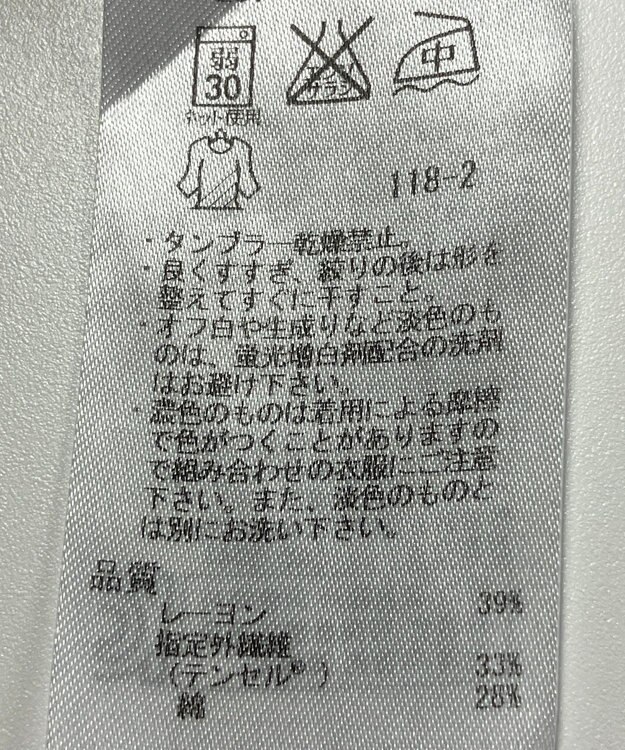 弱
30
ネット使用
エンソ
サラシ
中
118-2
・タンブラー乾燥禁止。
・良くすすぎ、絞りの後は形を
整えてすぐに干すこと。
・オフ白や生成りなど淡色のも
のは、蛍光増白剤配合の洗剤
はお避け下さい。
・濃色のものは着用による摩擦
で色がつくことがありますの
で組み合わせの衣服にご注意
下さい。また、淡色のものと
は別にお洗い下さい。
品質
レーヨン 39%
指定外繊維
(テンセル®) 33%
綿 28%